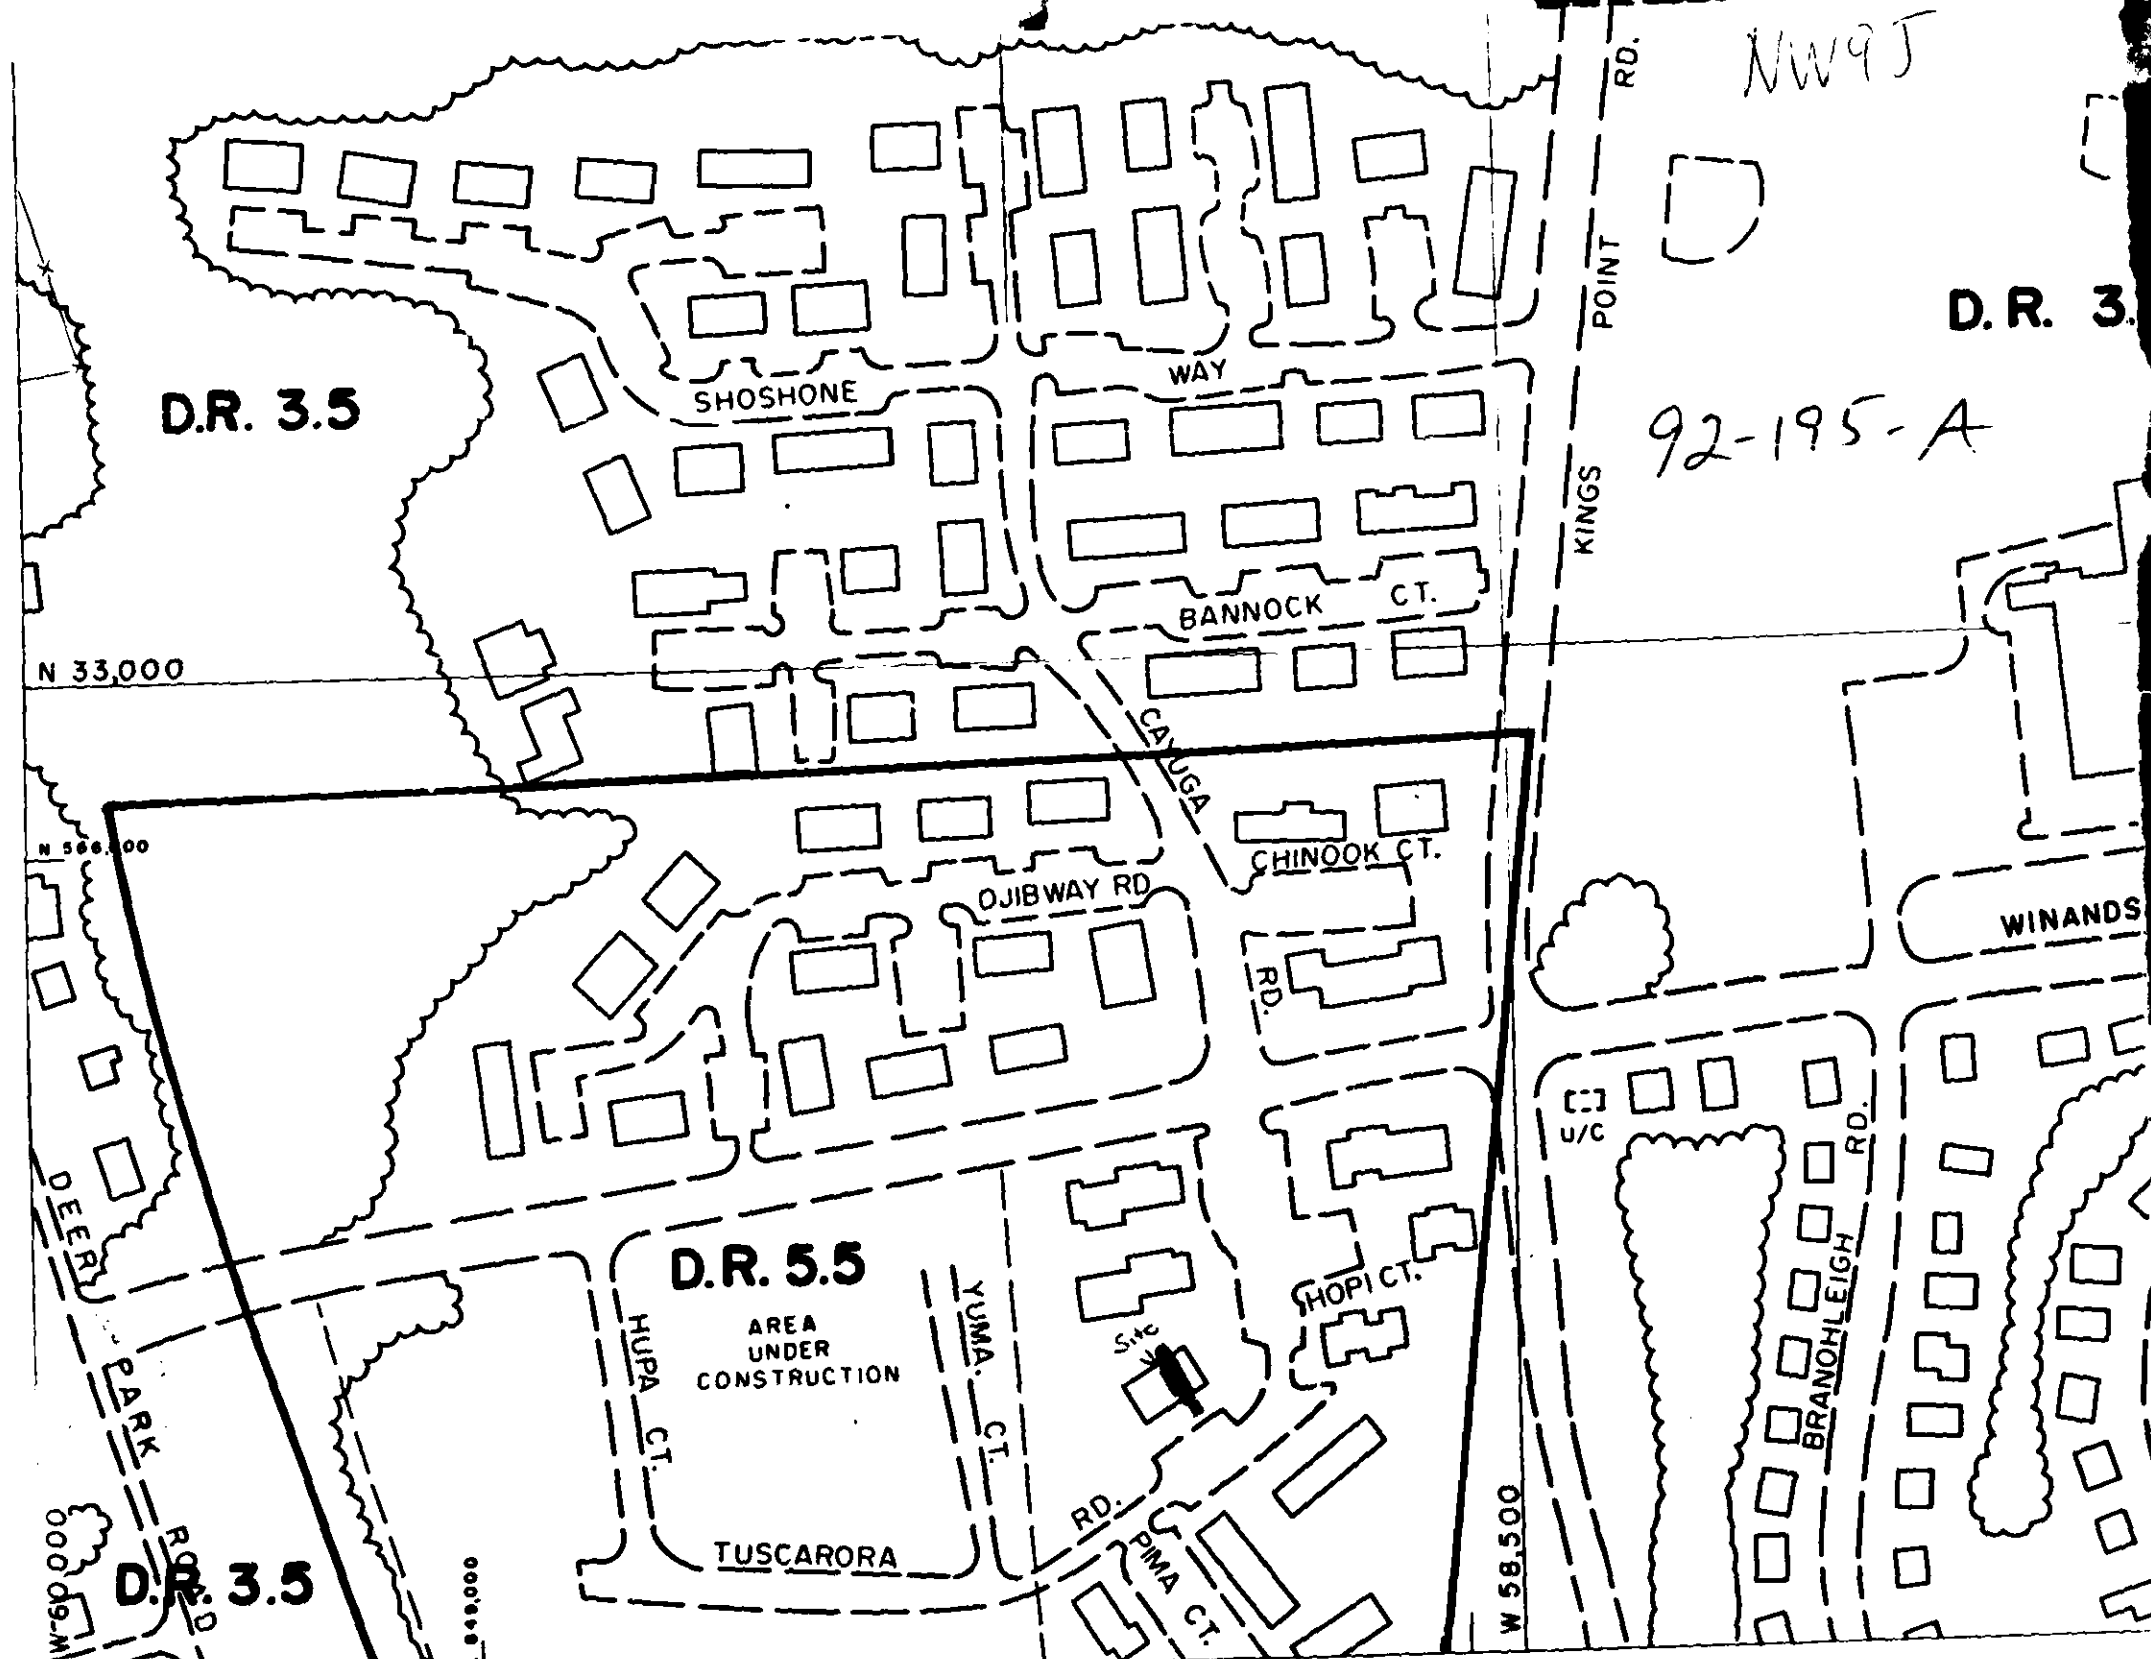 NW9J
RD.
POINT
KINGS
D.R. 3.
D.R. 3.5
SHOSHONE
WAY
92-195-A
BANNOCK CT.
N 33,000
CAYUGA
CHINOOK CT.
OJIBWAY RD
RD.
WINANDS
U/C
RD.
BRANOHLEIGH
DEER
PARK
ROAD
D.R. 5.5
AREA
UNDER
CONSTRUCTION
HUPA
CT.
YUMA.
CT.
HOPI CT.
Site
TUSCARORA
RD.
PIMA CT.
W 58,500
W-60,000
D.R. 3.5